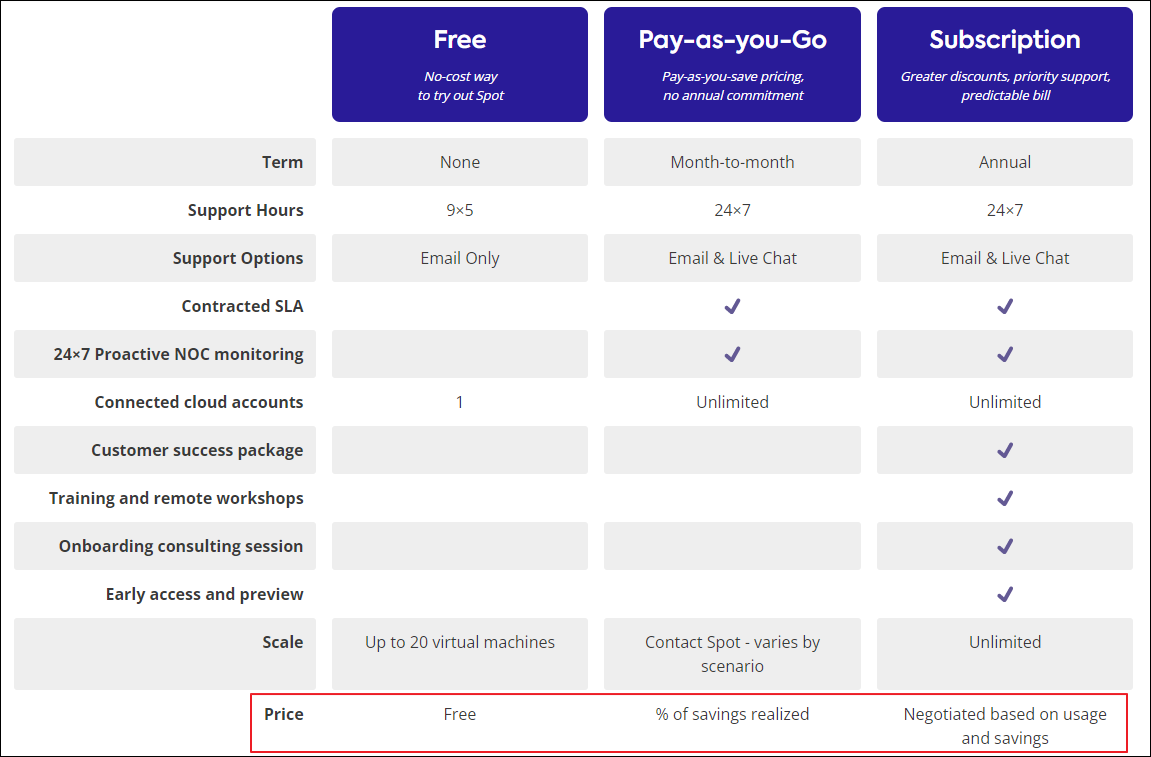 Free Pay-as-you-Go Subscription
No-cost way Pay-as-you-save pricing, Greater discounts, priority support,
to try out Spot no annual commitment predictable bill
Term None Month-to-month Annual
Support Hours 9×5 24×7 24×7
Support Options Email Only Email & Live Chat Email & Live Chat
Contracted SLA
24×7 Proactive NOC monitoring
Connected cloud accounts 1 Unlimited Unlimited
Customer success package
Training and remote workshops
Onboarding consulting session
Early access and preview
Scale Up to 20 virtual machines Contact Spot - varies by Unlimited
scenario
Price Free % of savings realized Negotiated based on usage
and savings